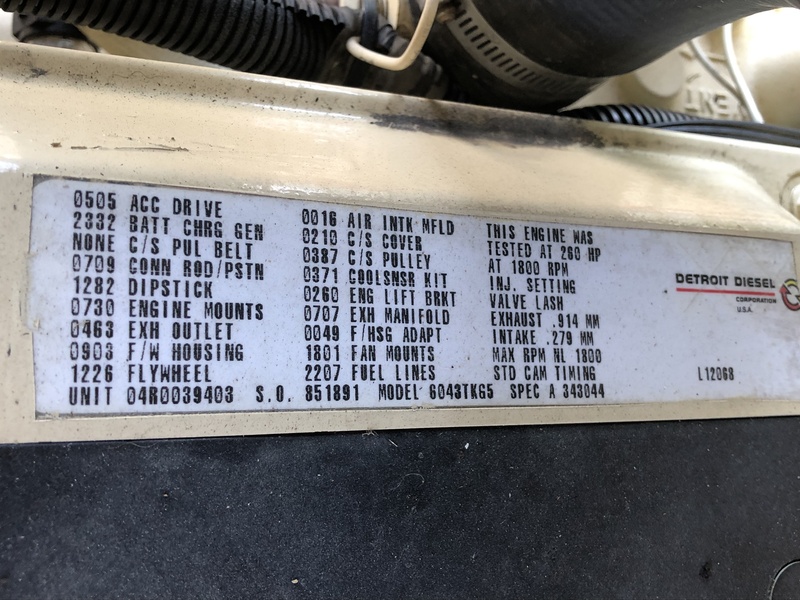 0505 ACC DRIVE
2332 BATT CHRG GEN
NONE C/S PUL BELT
0709 CONN ROD/PSTN
1282 DIPSTICK
0730 ENGINE MOUNTS
0463 EXH OUTLET
0903 F/W HOUSING
1226 FLYWHEEL
0016 AIR INTK MFLD
0210 C/S COVER
0387 C/S PULLEY
0371 COOLSNSR KIT
0260 ENG LIFT BRKT
0707 EXH MANIFOLD
0049 F/HSG ADAPT
1801 FAN MOUNTS
2207 FUEL LINES
THIS ENGINE WAS
TESTED AT 260 HP
AT 1800 RPM
INJ. SETTING
VALVE LASH
EXHAUST .914 MM
INTAKE .279 MM
MAX RPM NL 1800
STD CAM TIMING
UNIT 04R0039403 S.O. 851891 MODEL 6043TKG5 SPEC A 343044
DETROIT DIESEL
CORPORATION
U.S.A.
L12068